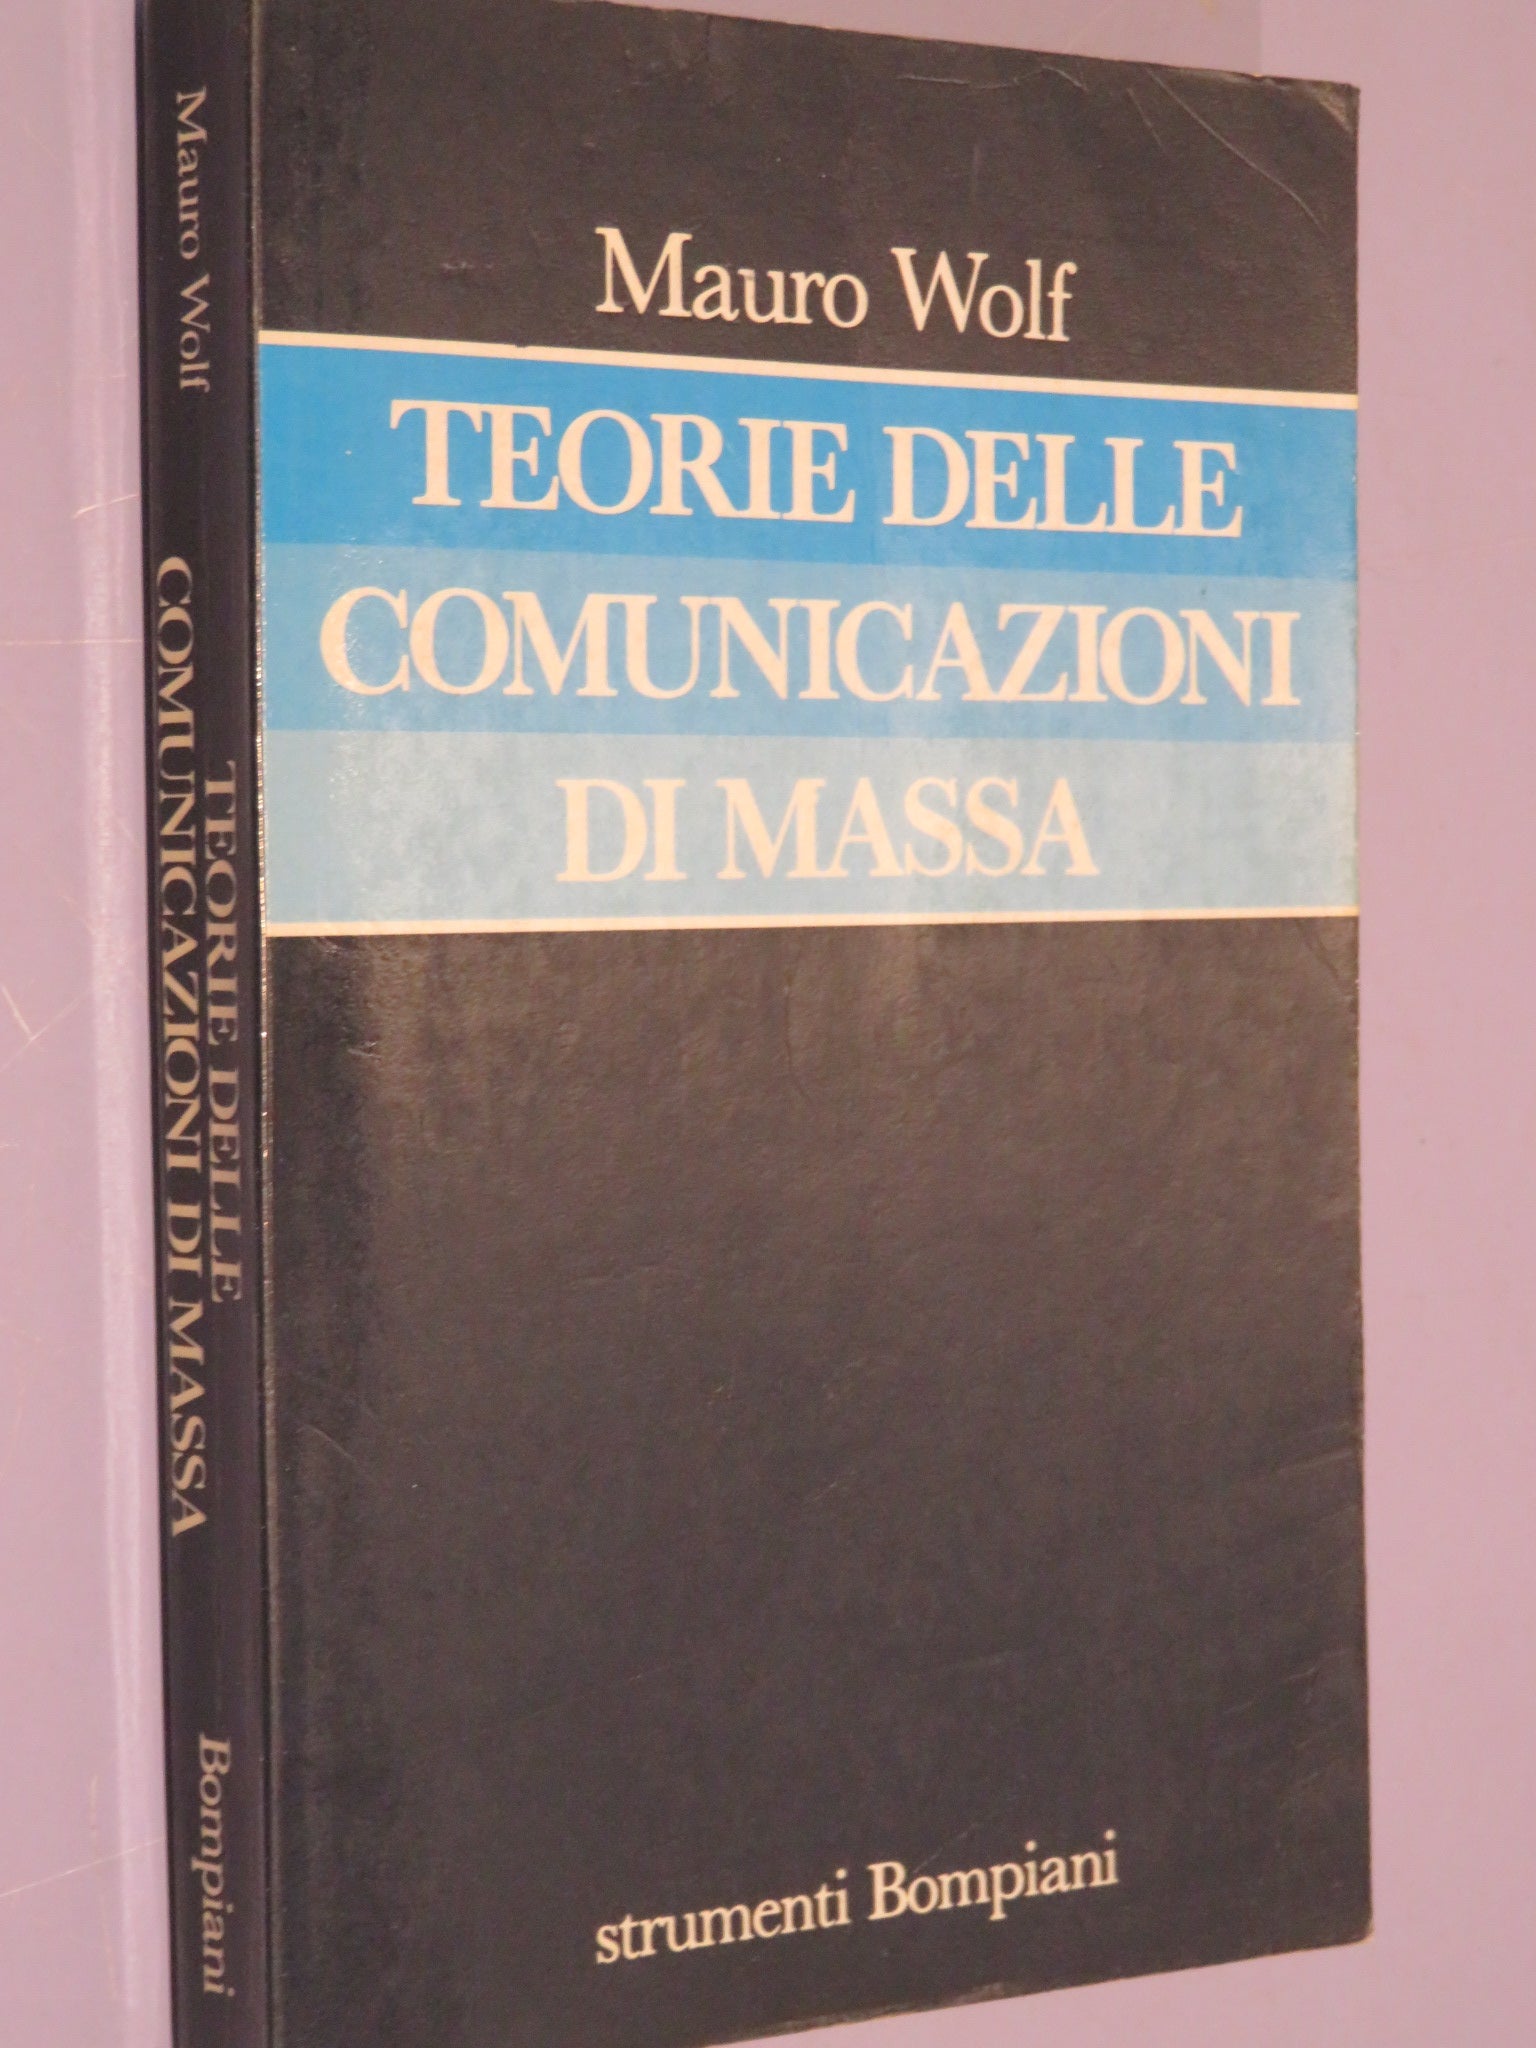 Mauro Wolf
TEORIE DELLE
COMUNICAZIONI DI MASSA
Bompiani
Mauro Wolf
TEORIE DELLE
COMUNICAZIONI
DI MASSA
strumenti Bompiani